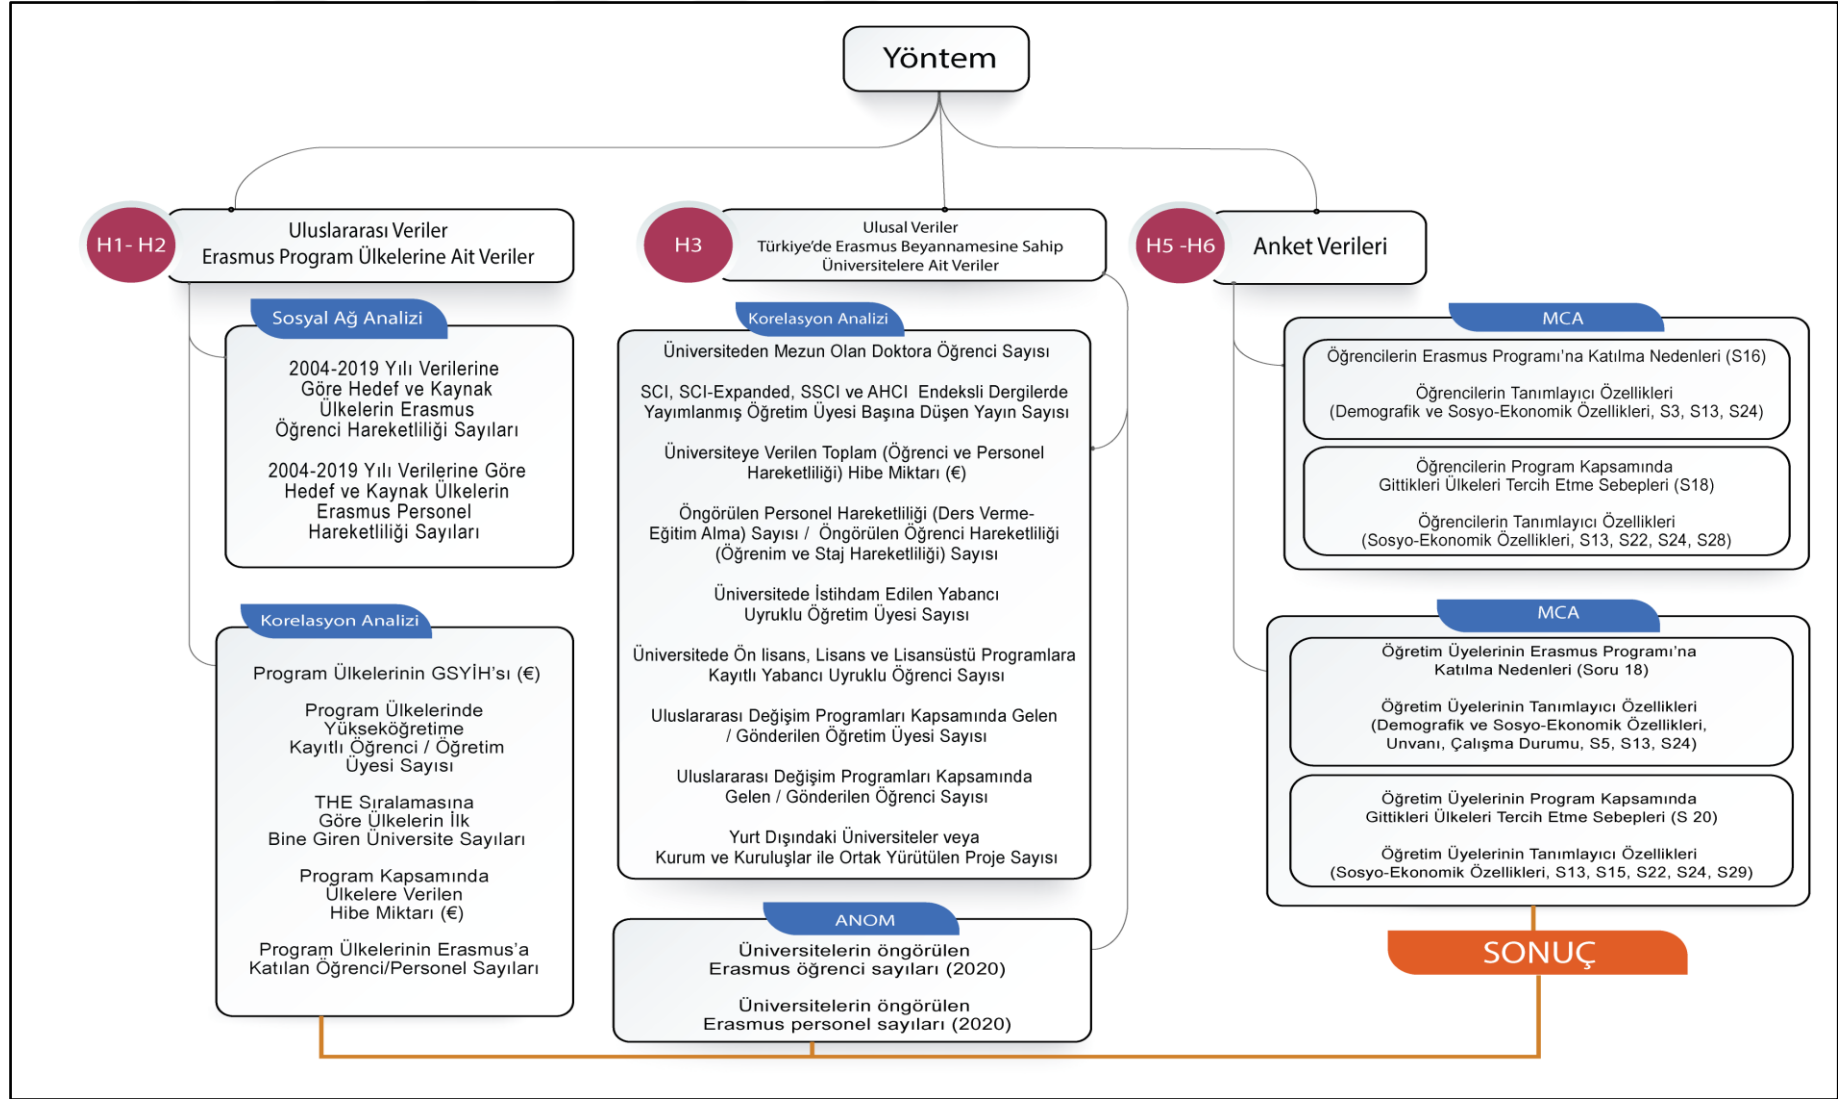 Yöntem
H1- H2
Uluslararası Veriler
Erasmus Program Ülkelerine Ait Veriler
Sosyal Ağ Analizi
2004-2019 Yılı Verilerine
Göre Hedef ve Kaynak
Ülkelerin Erasmus
Öğrenci Hareketliliği Sayıları
2004-2019 Yılı Verilerine Göre
Hedef ve Kaynak Ülkelerin
Erasmus Personel
Hareketliliği Sayıları
Korelasyon Analizi
Program Ülkelerinin GSYİH'sı (€)
Program Ülkelerinde
Yükseköğretime
Kayıtlı Öğrenci / Öğretim
Üyesi Sayısı
THE Sıralamasına
Göre Ülkelerin İlk
Bine Giren Üniversite Sayıları
Program Kapsamında
Ülkelere Verilen
Hibe Miktarı (€)
Program Ülkelerinin Erasmus'a
Katılan Öğrenci/Personel Sayıları
H3
Ulusal Veriler
Türkiye'de Erasmus Beyannamesine Sahip
Üniversitelere Ait Veriler
Korelasyon Analizi
Üniversiteden Mezun Olan Doktora Öğrenci Sayısı
SCI, SCI-Expanded, SSCI ve AHCI Endeksli Dergilerde
Yayımlanmış Öğretim Üyesi Başına Düşen Yayın Sayısı
Üniversiteye Verilen Toplam (Öğrenci ve Personel
Hareketliliği) Hibe Miktarı (€)
Öngörülen Personel Hareketliliği (Ders Verme-
Eğitim Alma) Sayısı / Öngörülen Öğrenci Hareketliliği
(Öğrenim ve Staj Hareketliliği) Sayısı
Üniversitede İstihdam Edilen Yabancı
Uyruklu Öğretim Üyesi Sayısı
Üniversitede Ön lisans, Lisans ve Lisansüstü Programlara
Kayıtlı Yabancı Uyruklu Öğrenci Sayısı
Uluslararası Değişim Programları Kapsamında Gelen
/ Gönderilen Öğretim Üyesi Sayısı
Uluslararası Değişim Programları Kapsamında
Gelen / Gönderilen Öğrenci Sayısı
Yurt Dışındaki Üniversiteler veya
Kurum ve Kuruluşlar ile Ortak Yürütülen Proje Sayısı
ANOM
Üniversitelerin öngörülen
Erasmus öğrenci sayıları (2020)
Üniversitelerin öngörülen
Erasmus personel sayıları (2020)
H5 -H6
Anket Verileri
MCA
Öğrencilerin Erasmus Programı'na Katılma Nedenleri (S16)
Öğrencilerin Tanımlayıcı Özellikleri
(Demografik ve Sosyo-Ekonomik Özellikleri, S3, S13, S24)
Öğrencilerin Program Kapsamında
Gittikleri Ülkeleri Tercih Etme Sebepleri (S18)
Öğrencilerin Tanımlayıcı Özellikleri
(Sosyo-Ekonomik Özellikleri, S13, S22, S24, S28)
MCA
Öğretim Üyelerinin Erasmus Programı'na
Katılma Nedenleri (Soru 18)
Öğretim Üyelerinin Tanımlayıcı Özellikleri
(Demografik ve Sosyo-Ekonomik Özellikleri,
Unvanı, Çalışma Durumu, S5, S13, S24)
Öğretim Üyelerinin Program Kapsamında
Gittikleri Ülkeleri Tercih Etme Sebepleri (S 20)
Öğretim Üyelerinin Tanımlayıcı Özellikleri
(Sosyo-Ekonomik Özellikleri, S13, S15, S22, S24, S29)
SONUÇ